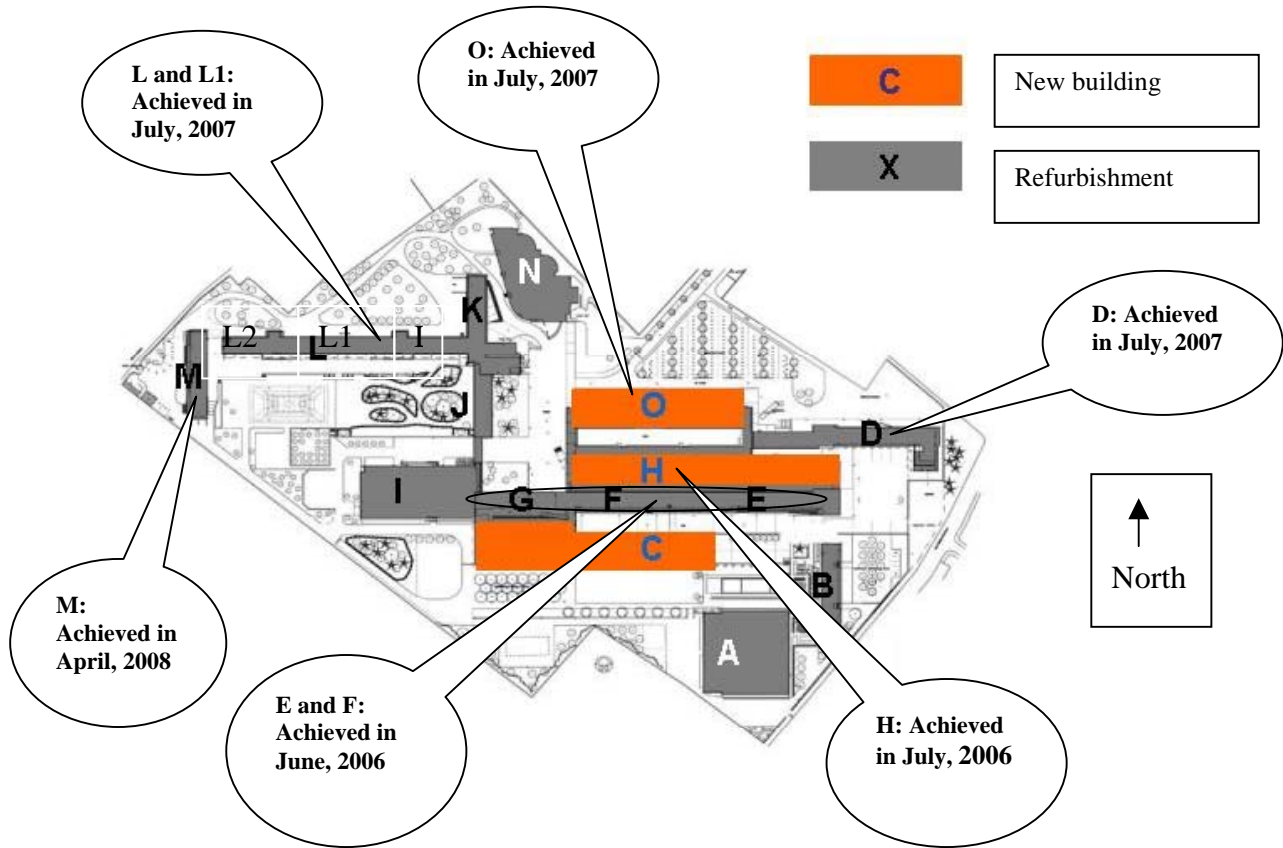 O: Achieved
in July, 2007
L and L1:
Achieved in
July, 2007
C
New building
X
Refurbishment
N
K
D: Achieved
in July, 2007
L2
L1
I
L
M
J
O
D
H
I
G
F
E
C
B
A
North
M:
Achieved in
April, 2008
E and F:
Achieved in
June, 2006
H: Achieved
in July, 2006